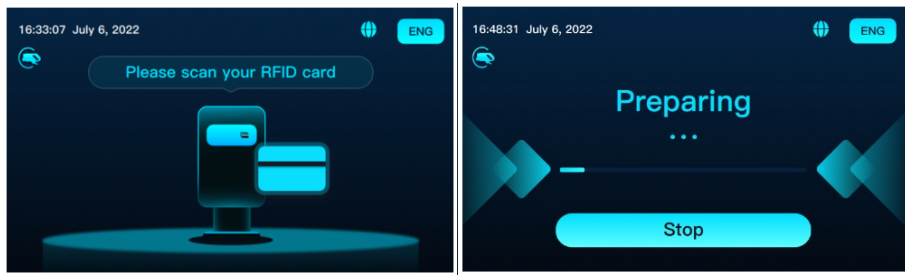 16:33:07 July 6, 2022
ENG
Please scan your RFID card
16:48:31 July 6, 2022
ENG
Preparing
...
Stop